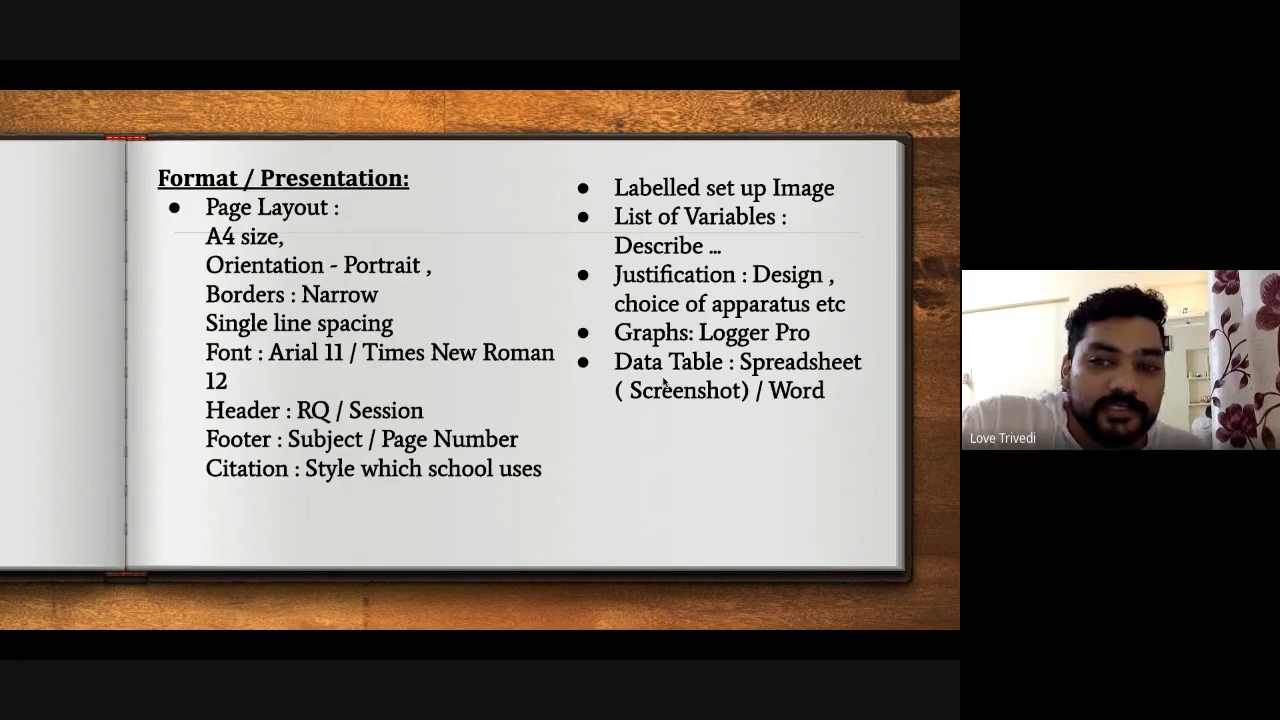 Format / Presentation:
● Page Layout :
A4 size,
Orientation - Portrait ,
Borders : Narrow
Single line spacing
Font : Arial 11 / Times New Roman
12
Header : RQ / Session
Footer : Subject / Page Number
Citation : Style which school uses
● Labelled set up Image
● List of Variables :
Describe ...
● Justification : Design ,
choice of apparatus etc
● Graphs: Logger Pro
● Data Table : Spreadsheet
( Screenshot) / Word
Love Trivedi